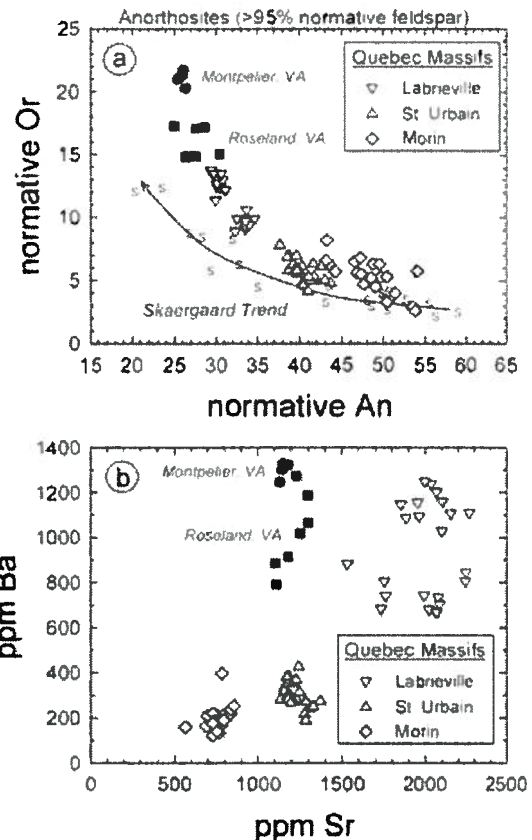 Anorthosites (>95% normative feldspar)
a
Montpelier, VA
Roseland, VA
Quebec Massifs
Labrieville
St Urbain
Morin
Skaergaard Trend
S S S S S S S S S S S S
normative Or
25
20
15
10
5
0
15 20 25 30 35 40 45 50 55 60 65
normative An
b
Montpelier, VA
Roseland, VA
Quebec Massifs
Labrieville
St Urbain
Morin
ppm Ba
1400
1200
1000
800
600
400
200
0
0 500 1000 1500 2000 2500
ppm Sr